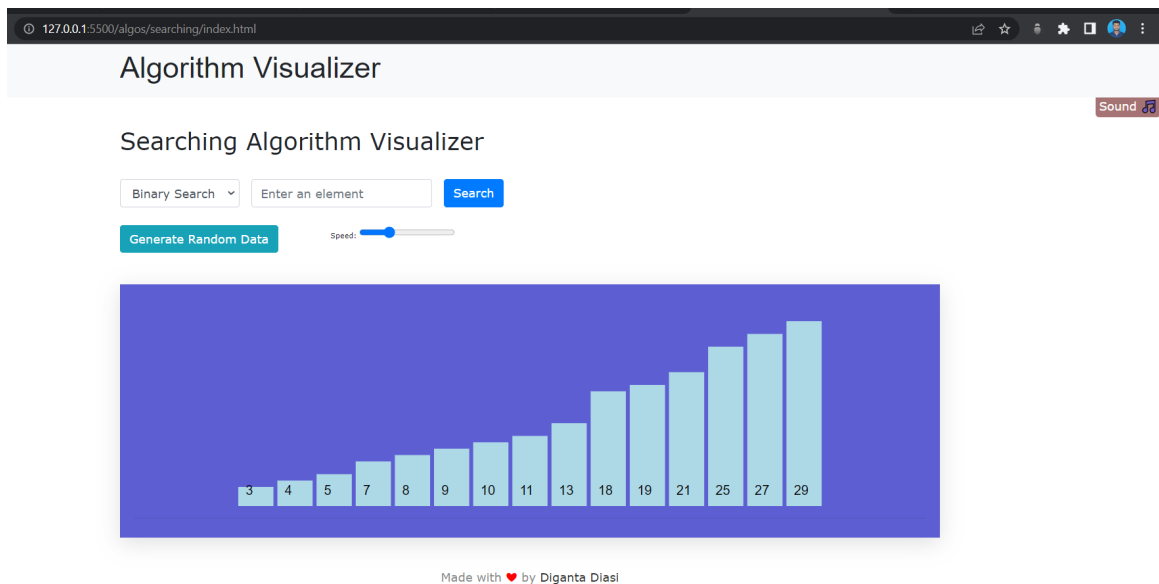 127.0.0.1:5500/algos/searching/index.html
Algorithm Visualizer
Sound
Searching Algorithm Visualizer
Binary Search Enter an element Search
Generate Random Data Speed:
3 4 5 7 8 9 10 11 13 18 19 21 25 27 29
Made with ❤ by Diganta Diasi